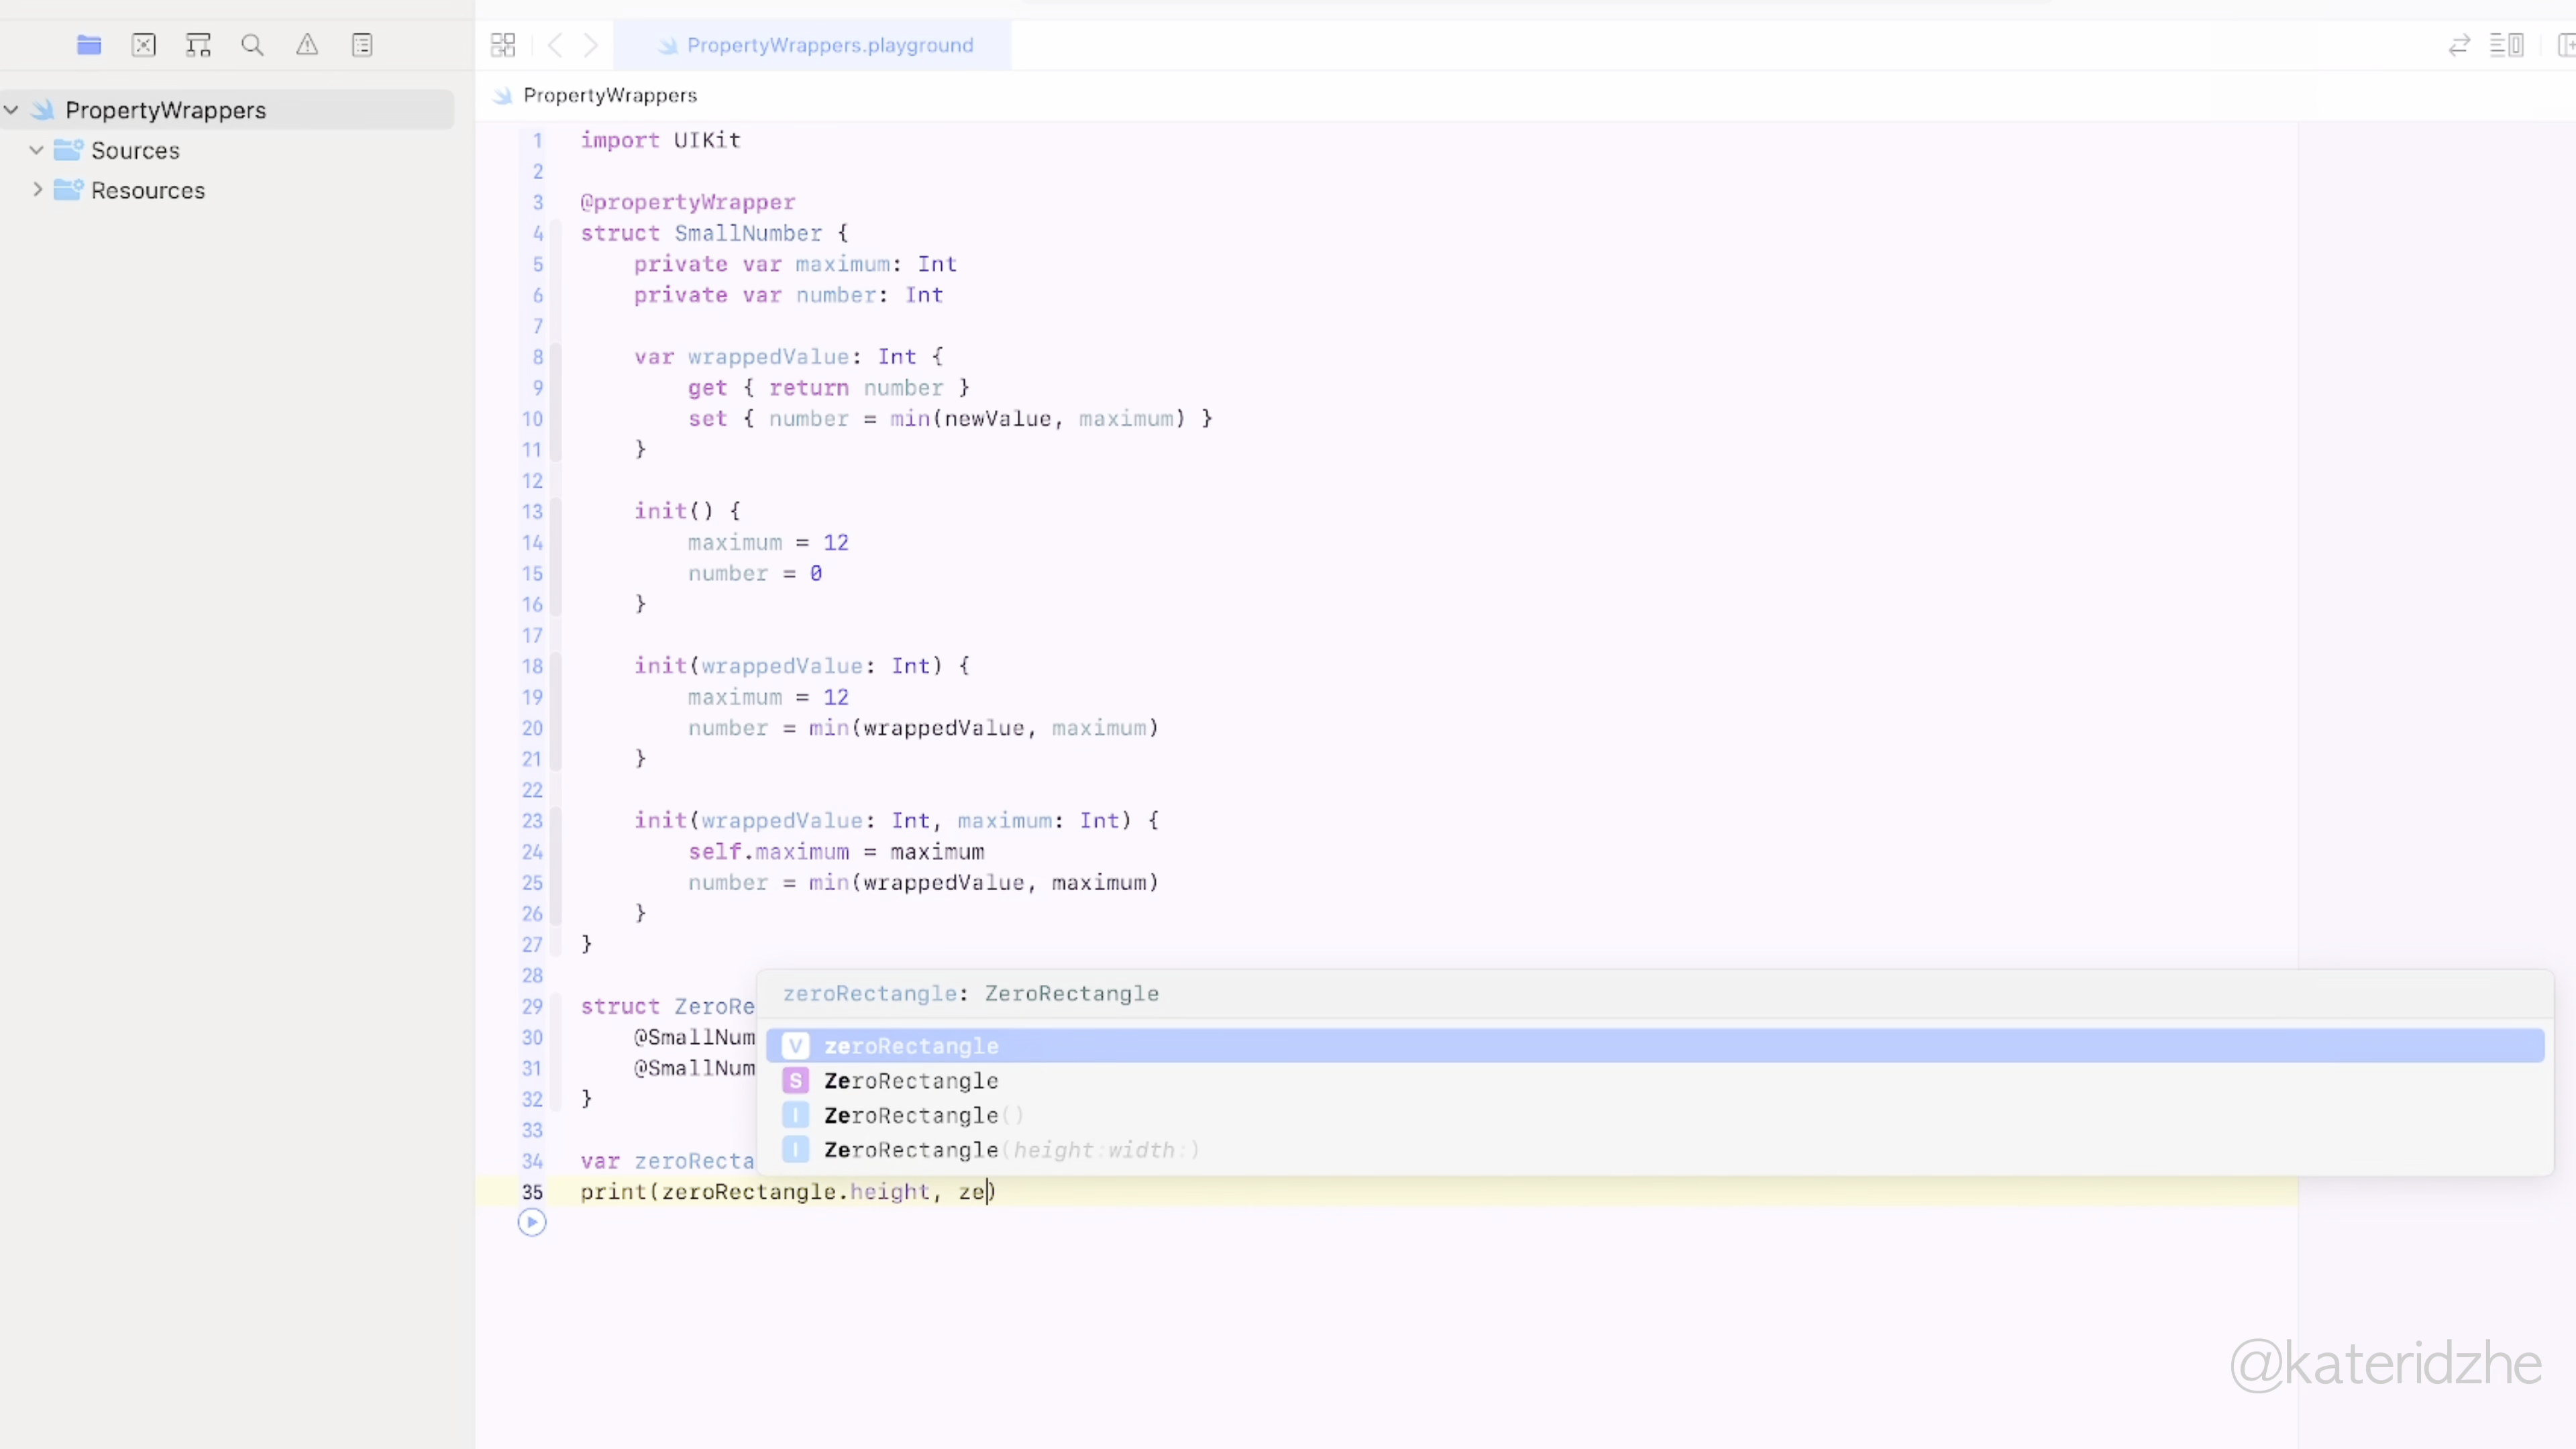 PropertyWrappers.playground
PropertyWrappers
PropertyWrappers
Sources
Resources
1 import UIKit
2
3 @propertyWrapper
4 struct SmallNumber {
5 private var maximum: Int
6 private var number: Int
7
8 var wrappedValue: Int {
9 get { return number }
10 set { number = min(newValue, maximum) }
11 }
12
13 init() {
14 maximum = 12
15 number = 0
16 }
17
18 init(wrappedValue: Int) {
19 maximum = 12
20 number = min(wrappedValue, maximum)
21 }
22
23 init(wrappedValue: Int, maximum: Int) {
24 self.maximum = maximum
25 number = min(wrappedValue, maximum)
26 }
27 }
28
29 struct ZeroRe
30 @SmallNum
31 @SmallNum
32 }
33
34 var zeroRecta
35 print(zeroRectangle.height, ze)
zeroRectangle: ZeroRectangle
V zeroRectangle
S ZeroRectangle
I ZeroRectangle()
I ZeroRectangle(height:width:)
@kateridzhe